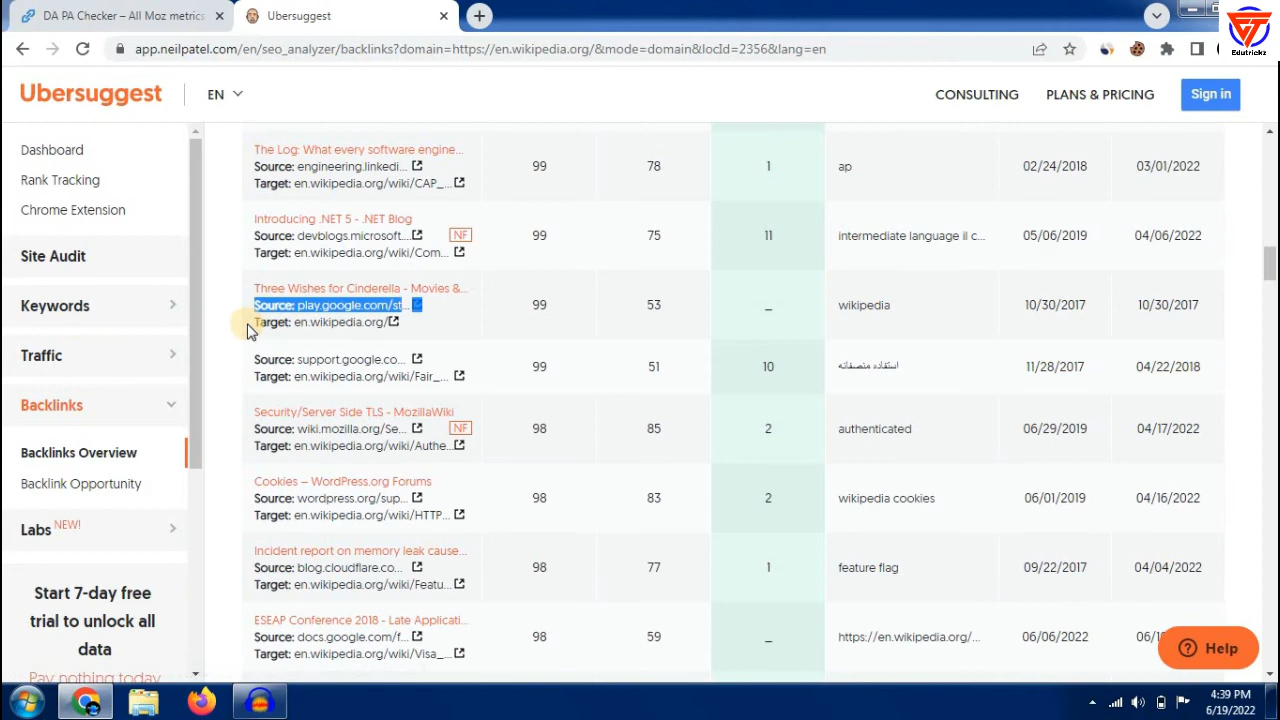 DA PA Checker – All Moz metrics
Ubersuggest
Edutrickz
app.neilpatel.com/en/seo_analyzer/backlinks?domain=https://en.wikipedia.org/&mode=domain&locId=2356&lang=en
Ubersuggest
EN
CONSULTING
PLANS & PRICING
Sign in
Dashboard
Rank Tracking
Chrome Extension
Site Audit
Keywords
Traffic
Backlinks
Backlinks Overview
Backlink Opportunity
Labs NEW!
Start 7-day free
trial to unlock all
data
Pay nothing today
The Log: What every software engine...
Source: engineering.linkedi...
Target: en.wikipedia.org/wiki/CAP_...
99 78 1 ap 02/24/2018 03/01/2022
Introducing .NET 5 - .NET Blog
Source: devblogs.microsoft... NF
Target: en.wikipedia.org/wiki/Com...
99 75 11 intermediate language il c... 05/06/2019 04/06/2022
Three Wishes for Cinderella - Movies &...
Source: play.google.com/st...
Target: en.wikipedia.org/
99 53 _ wikipedia 10/30/2017 10/30/2017
Source: support.google.co...
Target: en.wikipedia.org/wiki/Fair_...
99 51 10 استفاده منصفانه 11/28/2017 04/22/2018
Security/Server Side TLS - MozillaWiki
Source: wiki.mozilla.org/Se... NF
Target: en.wikipedia.org/wiki/Authe...
98 85 2 authenticated 06/29/2019 04/17/2022
Cookies – WordPress.org Forums
Source: wordpress.org/sup...
Target: en.wikipedia.org/wiki/HTTP...
98 83 2 wikipedia cookies 06/01/2019 04/16/2022
Incident report on memory leak cause...
Source: blog.cloudflare.co...
Target: en.wikipedia.org/wiki/Featu...
98 77 1 feature flag 09/22/2017 04/04/2022
ESEAP Conference 2018 - Late Applicati...
Source: docs.google.com/f...
Target: en.wikipedia.org/wiki/Visa_...
98 59 _ https://en.wikipedia.org/... 06/06/2022
Help
4:39 PM
6/19/2022